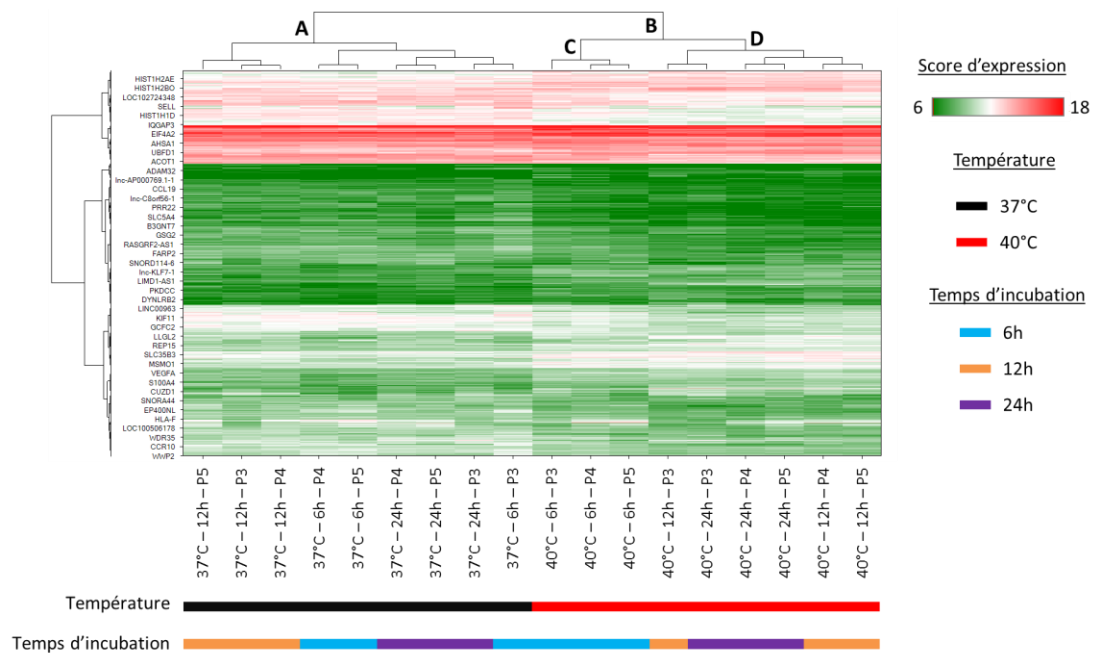 A
B
C
D
HIST1H2AE
HIST1H2BO
LOC102724348
SELL
HIST1H1D
IQGAP3
EIF4A2
AHSA1
UBFD1
ACOT1
ADAM32
lnc-AP000769.1-1
CCL19
lnc-C8orf56-1
PRR22
SLC5A4
B3GNT7
GSG2
RASGRF2-AS1
FARP2
SNORD114-6
lnc-KLF7-1
LIMD1-AS1
PKDCC
DYNLRB2
LINC00963
KIF11
GCFC2
LLGL2
REP15
SLC35B3
MSMO1
VEGFA
S100A4
CUZD1
SNORA44
EP400NL
HLA-F
LOC100506178
WDR35
CCR10
WWP2
37°C – 12h – P5
37°C – 12h – P3
37°C – 12h – P4
37°C – 6h – P4
37°C – 6h – P5
37°C – 24h – P4
37°C – 24h – P5
37°C – 24h – P3
37°C – 6h – P3
40°C – 6h – P3
40°C – 6h – P4
40°C – 6h – P5
40°C – 12h – P3
40°C – 24h – P3
40°C – 24h – P4
40°C – 24h – P5
40°C – 12h – P4
40°C – 12h – P5
Température
Temps d'incubation
Score d'expression
6 18
Température
37°C
40°C
Temps d'incubation
6h
12h
24h